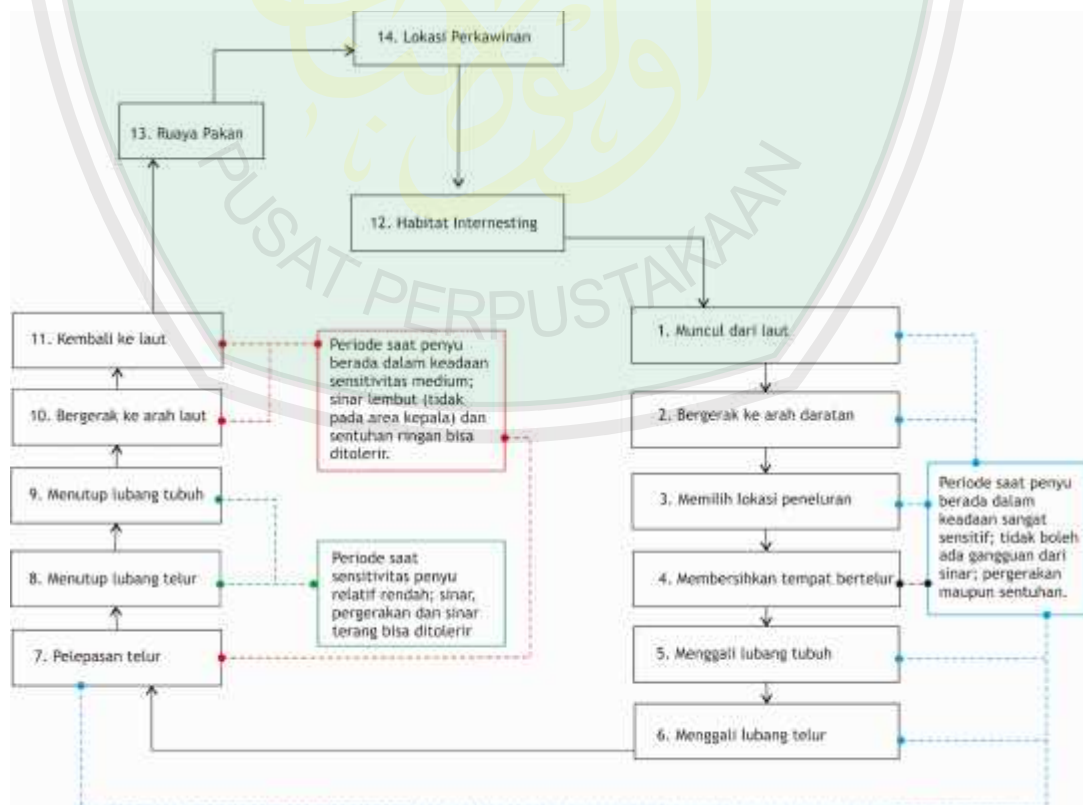 14. Lokasi Perkawinan
13. Ruaya Pakan
12. Habitat Internesting
PUSAT PERPUSTAKAAN
11. Kembali ke laut
10. Bergerak ke arah laut
9. Menutup lubang tubuh
8. Menutup lubang telur
7. Pelepasan telur
Periode saat penyu
berada dalam keadaan
sensitivitas medium;
sinar lembut (tidak
pada area kepala) dan
sentuhan ringan bisa
ditolerir.
Periode saat
sensitivitas penyu
relatif rendah; sinar,
pergerakan dan sinar
terang bisa ditolerir
1. Muncul dari laut
2. Bergerak ke arah daratan
3. Memilih lokasi peneluran
4. Membersihkan tempat bertelur
5. Menggali lubang tubuh
6. Menggali lubang telur
Periode saat penyu
berada dalam
keadaan sangat
sensitif; tidak boleh
ada gangguan dari
sinar; pergerakan
maupun sentuhan.